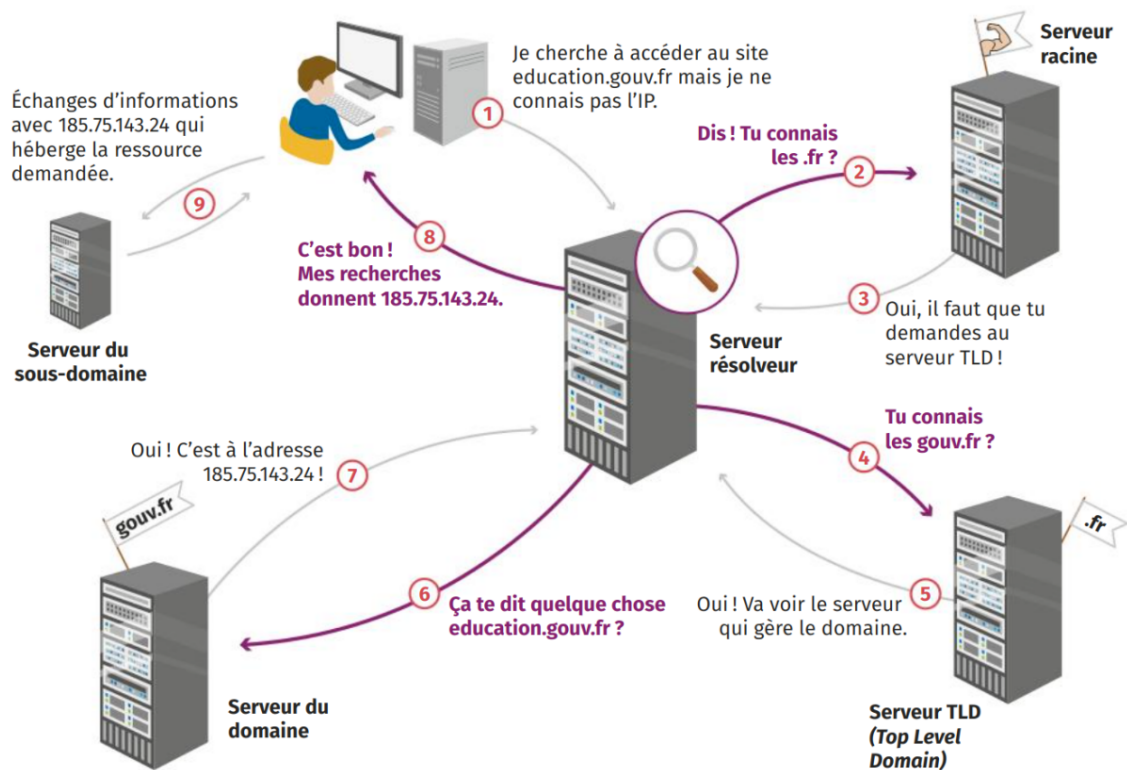 1
Je cherche à accéder au site
education.gouv.fr mais je ne
connais pas l’IP.
Serveur
racine
Dis ! Tu connais
les .fr ?
2
3
Oui, il faut que tu
demandes au
serveur TLD !
Serveur
résolveur
Tu connais
les gouv.fr ?
4
.fr
5
Oui ! Va voir le serveur
qui gère le domaine.
Serveur TLD
(Top Level
Domain)
6
Ça te dit quelque chose
education.gouv.fr ?
gouv.fr
Serveur du
domaine
Oui ! C’est à l’adresse
185.75.143.24 !
7
8
C’est bon !
Mes recherches
donnent 185.75.143.24.
Échanges d’informations
avec 185.75.143.24 qui
héberge la ressource
demandée.
9
Serveur du
sous-domaine